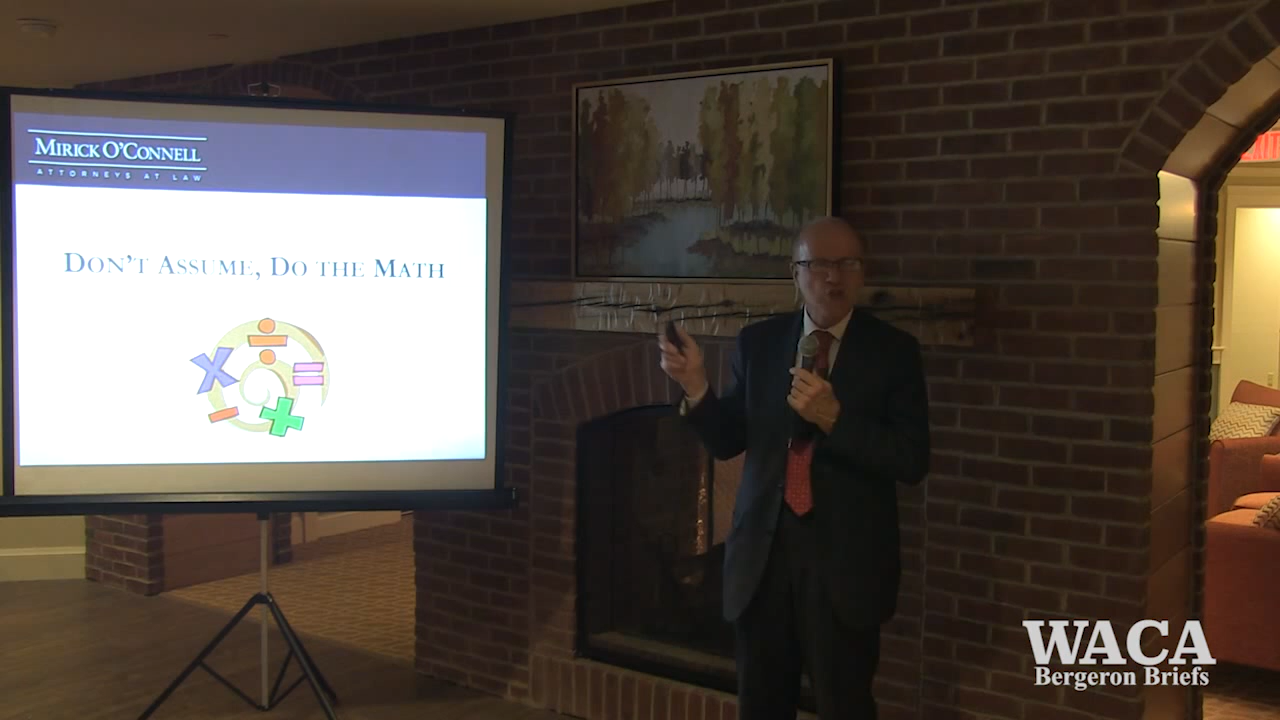 MIRICK O'CONNELL
ATTORNEYS AT LAW
DON'T ASSUME, DO THE MATH
WACA
Bergeron Briefs